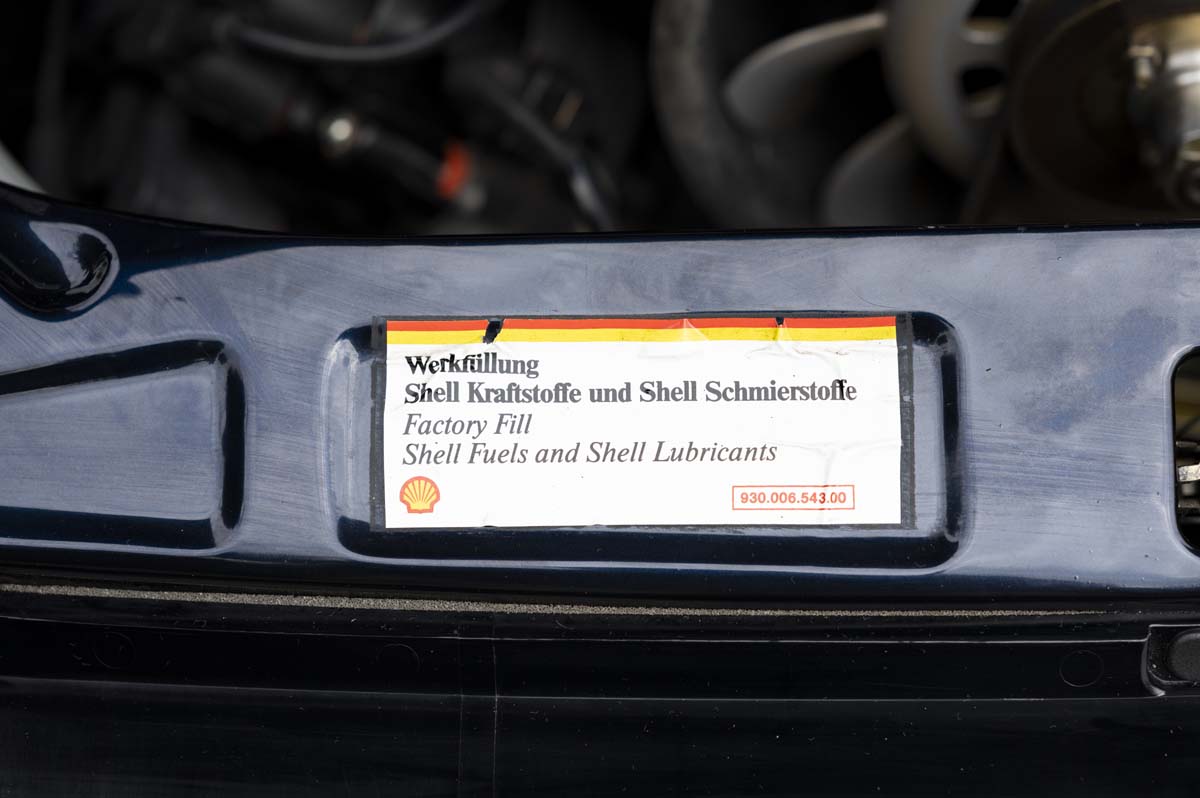 Werkfüllung
Shell Kraftstoffe und Shell Schmierstoffe
Factory Fill
Shell Fuels and Shell Lubricants
930.006.543.00